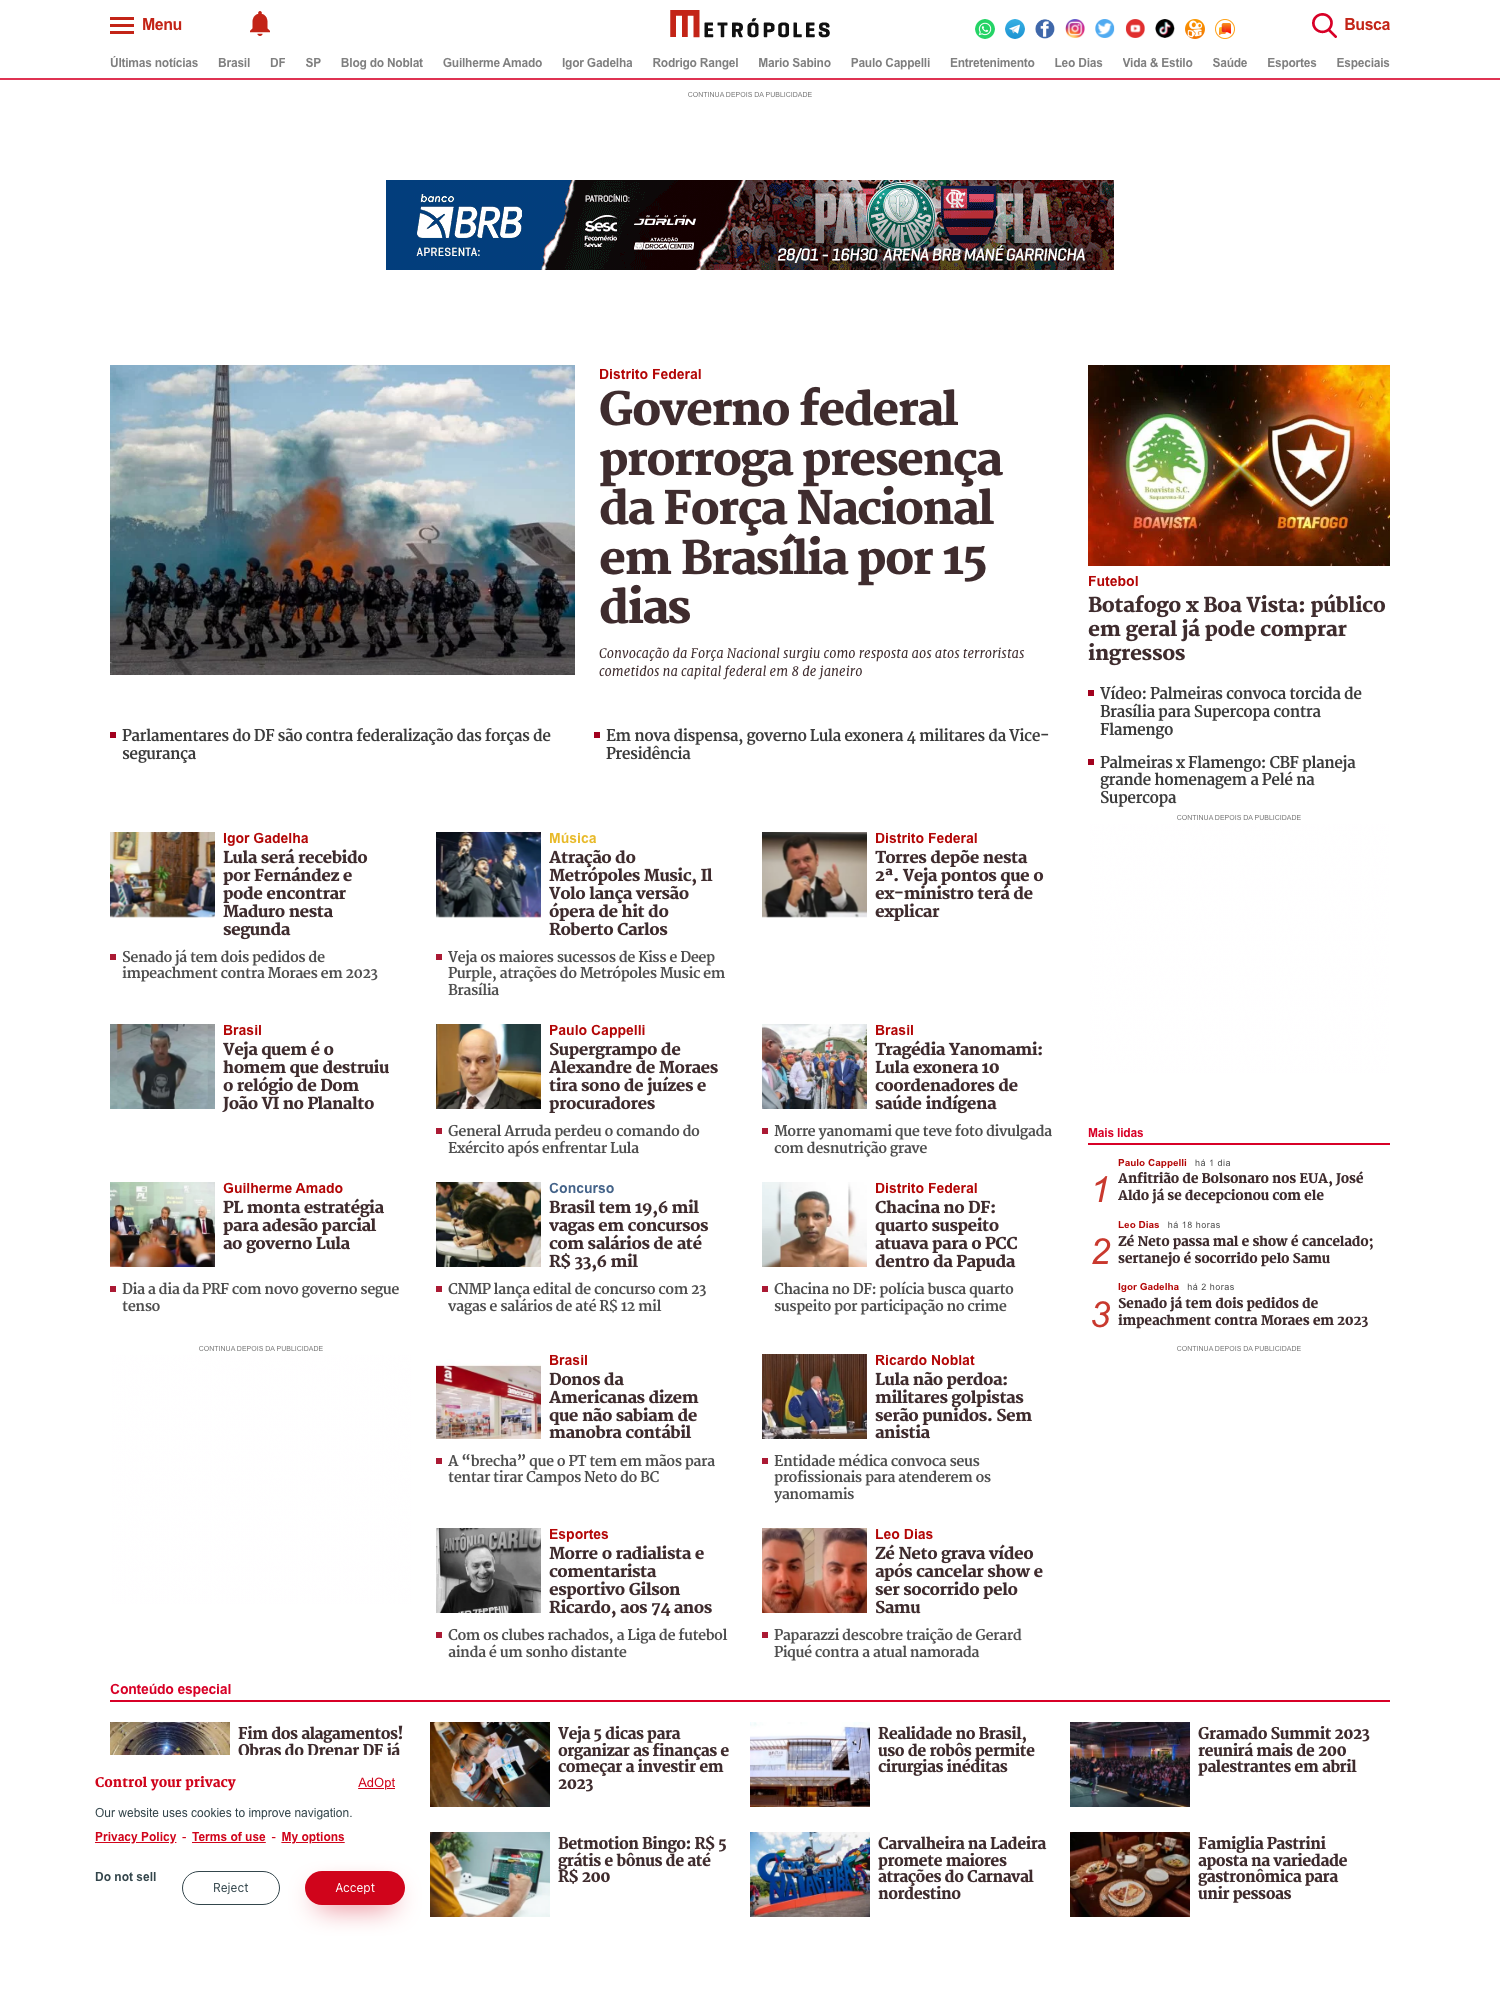 Menu
METRÓPOLES
Busca
Últimas notícias Brasil DF SP Blog do Noblat Guilherme Amado Igor Gadelha Rodrigo Rangel Mario Sabino Paulo Cappelli Entretenimento Leo Dias Vida & Estilo Saúde Esportes Especiais
CONTINUA DEPOIS DA PUBLICIDADE
banco
BRB
APRESENTA:
PATROCÍNIO:
Sesc
Fecomércio
Senac
GRUPO
JORLAN
ATACADÃO
DROGACENTER
PAL
PALMEIRAS
FLA
28/01 - 16H30 ARENA BRB MANÉ GARRINCHA
Distrito Federal
Governo federal
prorroga presença
da Força Nacional
em Brasília por 15
dias
Convocação da Força Nacional surgiu como resposta aos atos terroristas
cometidos na capital federal em 8 de janeiro
Parlamentares do DF são contra federalização das forças de
segurança
Em nova dispensa, governo Lula exonera 4 militares da Vice-
Presidência
Boavista S.C.
BOAVISTA
BOTAFOGO
Futebol
Botafogo x Boa Vista: público
em geral já pode comprar
ingressos
Vídeo: Palmeiras convoca torcida de
Brasília para Supercopa contra
Flamengo
Palmeiras x Flamengo: CBF planeja
grande homenagem a Pelé na
Supercopa
CONTINUA DEPOIS DA PUBLICIDADE
Igor Gadelha
Lula será recebido
por Fernández e
pode encontrar
Maduro nesta
segunda
Senado já tem dois pedidos de
impeachment contra Moraes em 2023
Música
Atração do
Metrópoles Music, Il
Volo lança versão
ópera de hit do
Roberto Carlos
Veja os maiores sucessos de Kiss e Deep
Purple, atrações do Metrópoles Music em
Brasília
Distrito Federal
Torres depõe nesta
2ª. Veja pontos que o
ex-ministro terá de
explicar
Brasil
Veja quem é o
homem que destruiu
o relógio de Dom
João VI no Planalto
Paulo Cappelli
Supergrampo de
Alexandre de Moraes
tira sono de juízes e
procuradores
General Arruda perdeu o comando do
Exército após enfrentar Lula
Brasil
Tragédia Yanomami:
Lula exonera 10
coordenadores de
saúde indígena
Morre yanomami que teve foto divulgada
com desnutrição grave
Guilherme Amado
PL monta estratégia
para adesão parcial
ao governo Lula
Dia a dia da PRF com novo governo segue
tenso
Concurso
Brasil tem 19,6 mil
vagas em concursos
com salários de até
R$ 33,6 mil
CNMP lança edital de concurso com 23
vagas e salários de até R$ 12 mil
Distrito Federal
Chacina no DF:
quarto suspeito
atuava para o PCC
dentro da Papuda
Chacina no DF: polícia busca quarto
suspeito por participação no crime
Mais lidas
1
Paulo Cappelli há 1 dia
Anfitrião de Bolsonaro nos EUA, José
Aldo já se decepcionou com ele
2
Leo Dias há 18 horas
Zé Neto passa mal e show é cancelado;
sertanejo é socorrido pelo Samu
3
Igor Gadelha há 2 horas
Senado já tem dois pedidos de
impeachment contra Moraes em 2023
CONTINUA DEPOIS DA PUBLICIDADE
CONTINUA DEPOIS DA PUBLICIDADE
Brasil
Donos da
Americanas dizem
que não sabiam de
manobra contábil
A “brecha” que o PT tem em mãos para
tentar tirar Campos Neto do BC
Ricardo Noblat
Lula não perdoa:
militares golpistas
serão punidos. Sem
anistia
Entidade médica convoca seus
profissionais para atenderem os
yanomamis
ANTÔNIO CARLO
Esportes
Morre o radialista e
comentarista
esportivo Gilson
Ricardo, aos 74 anos
Com os clubes rachados, a Liga de futebol
ainda é um sonho distante
Leo Dias
Zé Neto grava vídeo
após cancelar show e
ser socorrido pelo
Samu
Paparazzi descobre traição de Gerard
Piqué contra a atual namorada
Conteúdo especial
Fim dos alagamentos!
Obras do Drenar DF já
Veja 5 dicas para
organizar as finanças e
começar a investir em
2023
Realidade no Brasil,
uso de robôs permite
cirurgias inéditas
Gramado Summit 2023
reunirá mais de 200
palestrantes em abril
Betmotion Bingo: R$ 5
grátis e bônus de até
R$ 200
Carvalheira na Ladeira
promete maiores
atrações do Carnaval
nordestino
Famiglia Pastrini
aposta na variedade
gastronômica para
unir pessoas
Control your privacy
AdOpt
Our website uses cookies to improve navigation.
Privacy Policy - Terms of use - My options
Do not sell
Reject
Accept